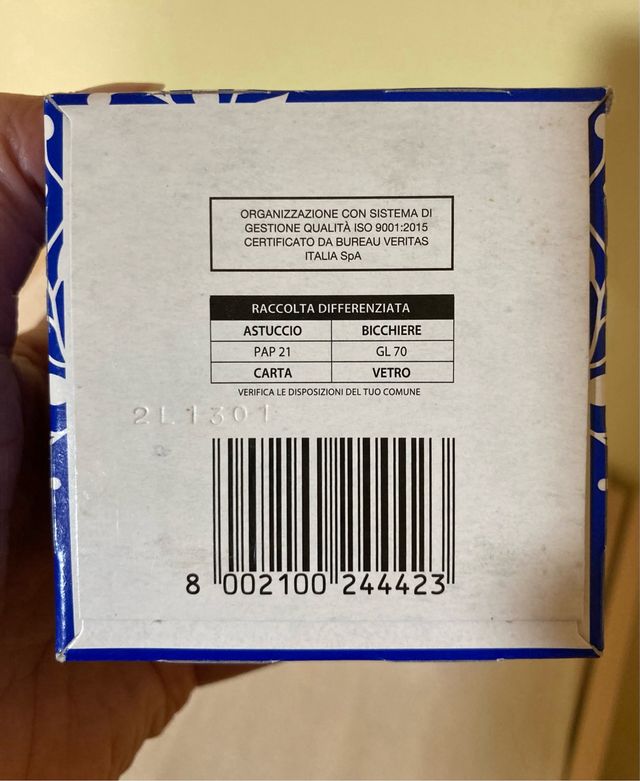 ORGANIZZAZIONE CON SISTEMA DI
GESTIONE QUALITÀ ISO 9001:2015
CERTIFICATO DA BUREAU VERITAS
ITALIA SpA
RACCOLTA DIFFERENZIATA
ASTUCCIO BICCHIERE
PAP 21 GL 70
CARTA VETRO
VERIFICA LE DISPOSIZIONI DEL TUO COMUNE
2L1301
8 002100 244423